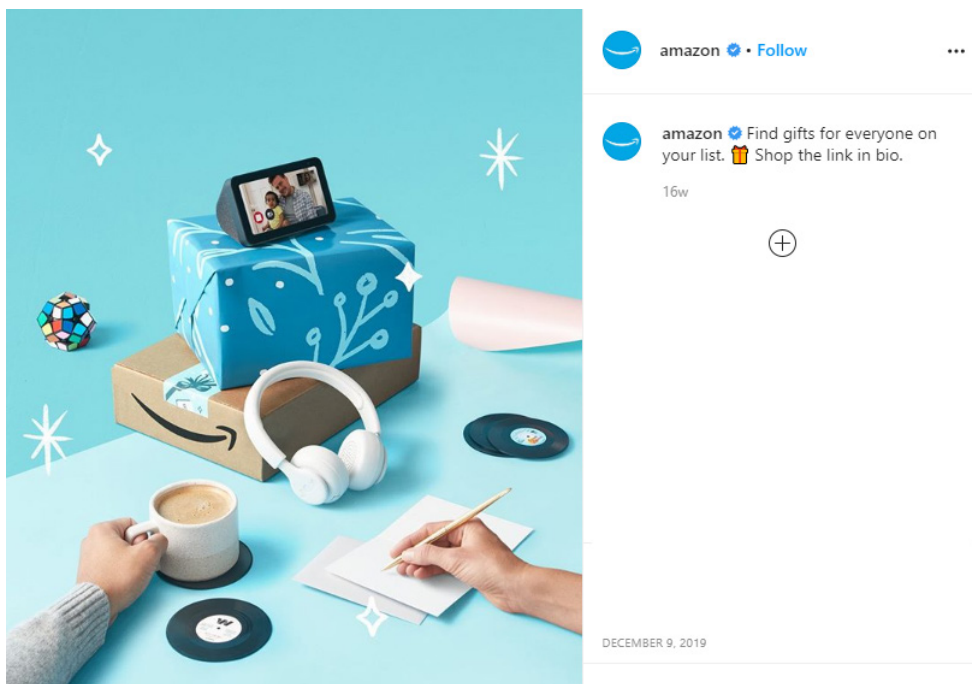 amazon • Follow
amazon Find gifts for everyone on
your list. 🎁 Shop the link in bio.
16w
DECEMBER 9, 2019